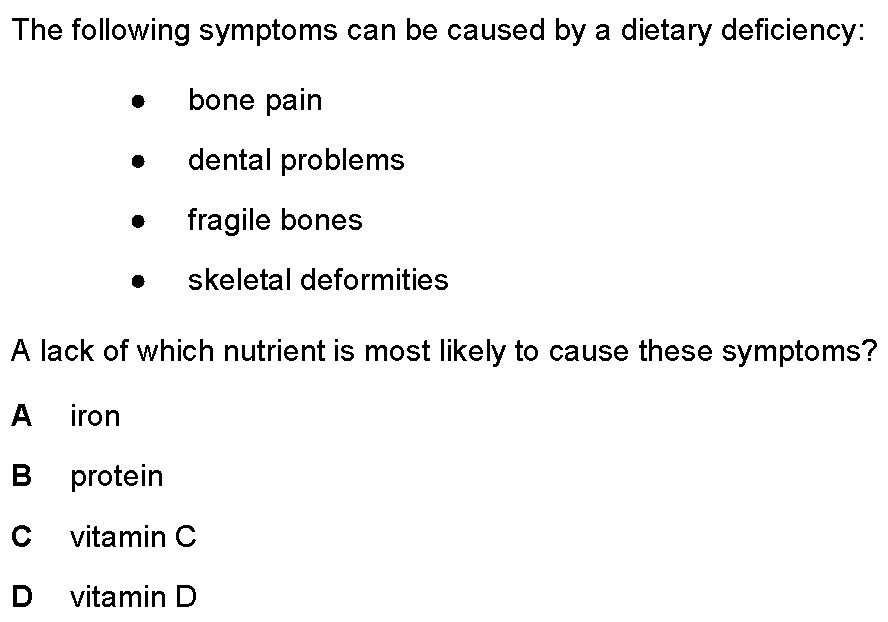 The following symptoms can be caused by a dietary deficiency:
● bone pain
● dental problems
● fragile bones
● skeletal deformities
A lack of which nutrient is most likely to cause these symptoms?
A iron
B protein
C vitamin C
D vitamin D